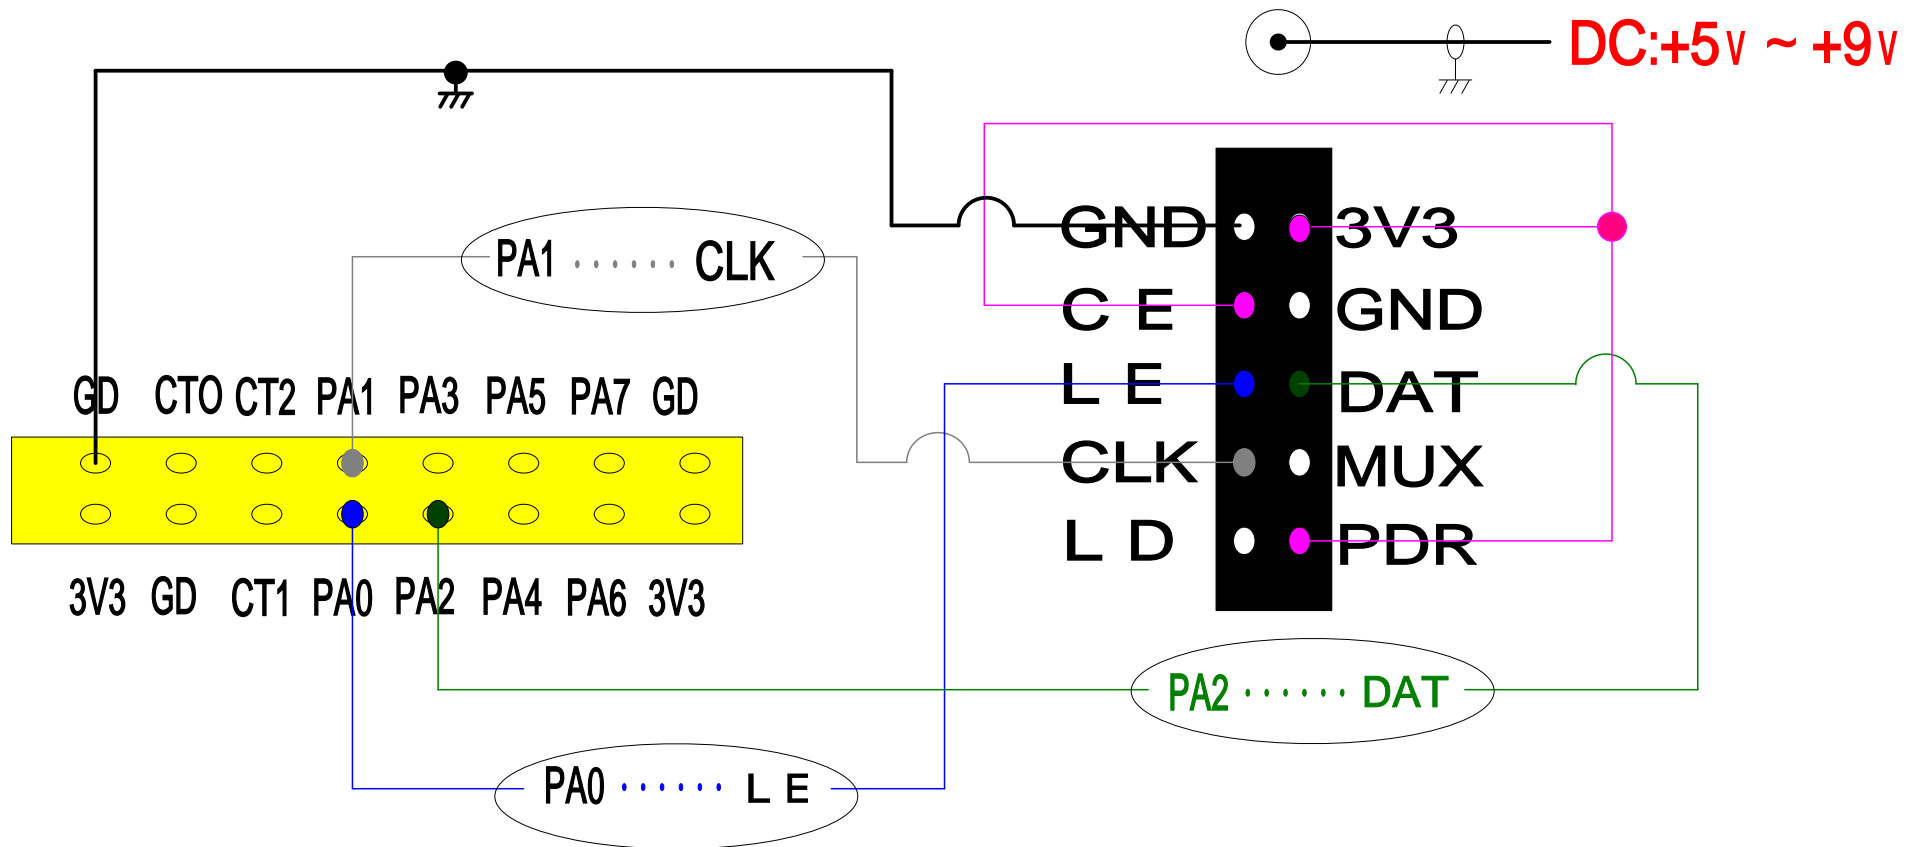 DC:+5V ~ +9V
GND 3V3
PA1 ...... CLK
C E GND
L E DAT
GD CTO CT2 PA1 PA3 PA5 PA7 GD
CLK MUX
L D PDR
3V3 GD CT1 PA0 PA2 PA4 PA6 3V3
PA2 ...... DAT
PA0 ...... L E